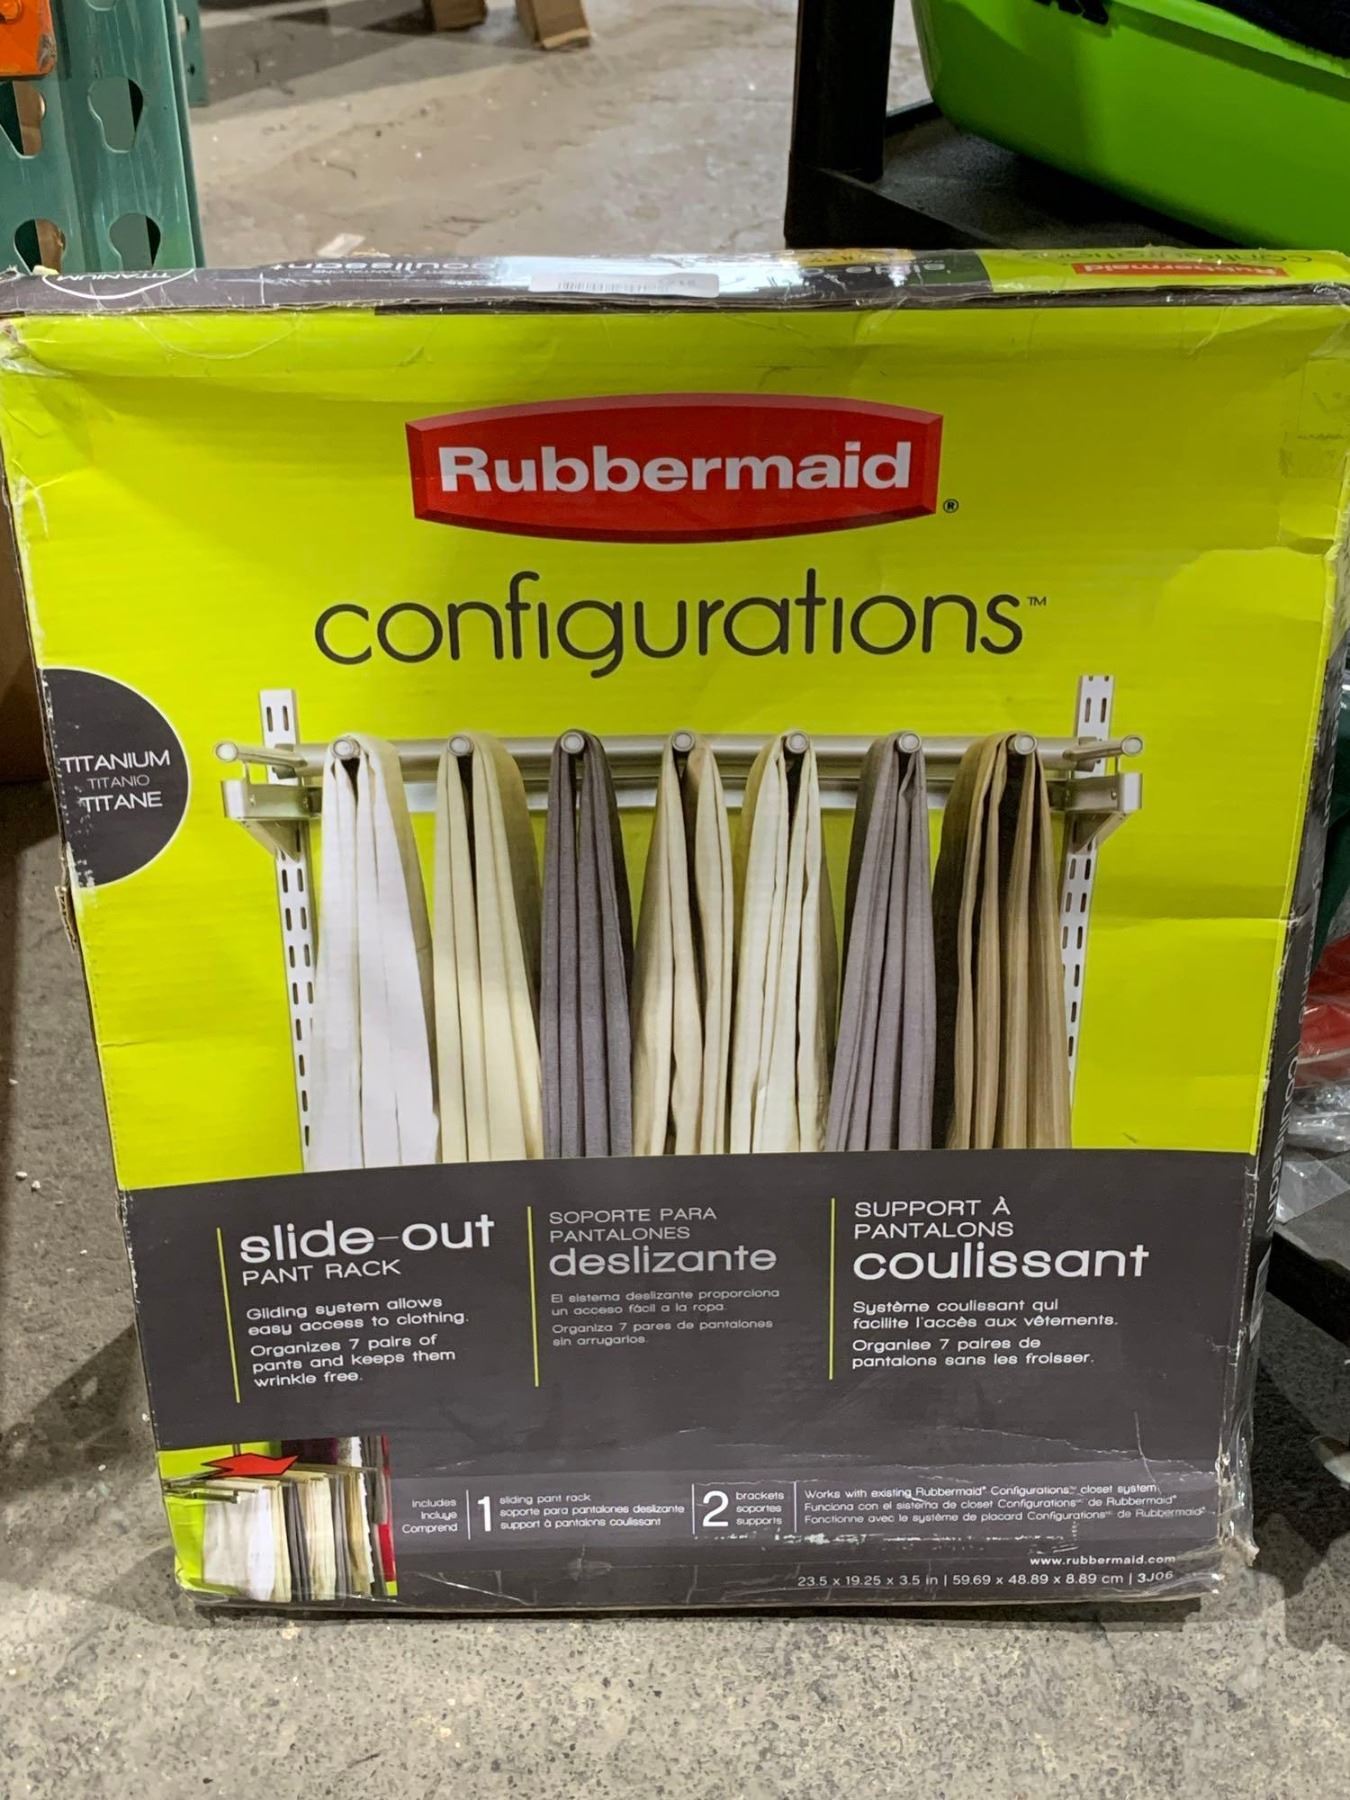 Rubbermaid
Rubbermaid®
configurations™
TITANIUM
TITANIO
TITANE
slide-out
PANT RACK
Gliding system allows
easy access to clothing.
Organizes 7 pairs of
pants and keeps them
wrinkle free.
SOPORTE PARA
PANTALONES
deslizante
El sistema deslizante proporciona
un acceso fácil a la ropa.
Organiza 7 pares de pantalones
sin arrugarlos.
SUPPORT À
PANTALONS
coulissant
Système coulissant qui
facilite l'accès aux vêtements.
Organise 7 paires de
pantalons sans les froisser.
Includes
Incluye
Comprend
1
sliding pant rack
soporte para pantalones deslizante
support à pantalons coulissant
2
brackets
soportes
supports
Works with existing Rubbermaid® Configurations™ closet system
Funciona con el sistema de closet Configurations™ de Rubbermaid®
Fonctionne avec le système de placard Configurations™ de Rubbermaid®
www.rubbermaid.com
23.5 x 19.25 x 3.5 in | 59.69 x 48.89 x 8.89 cm | 3J06